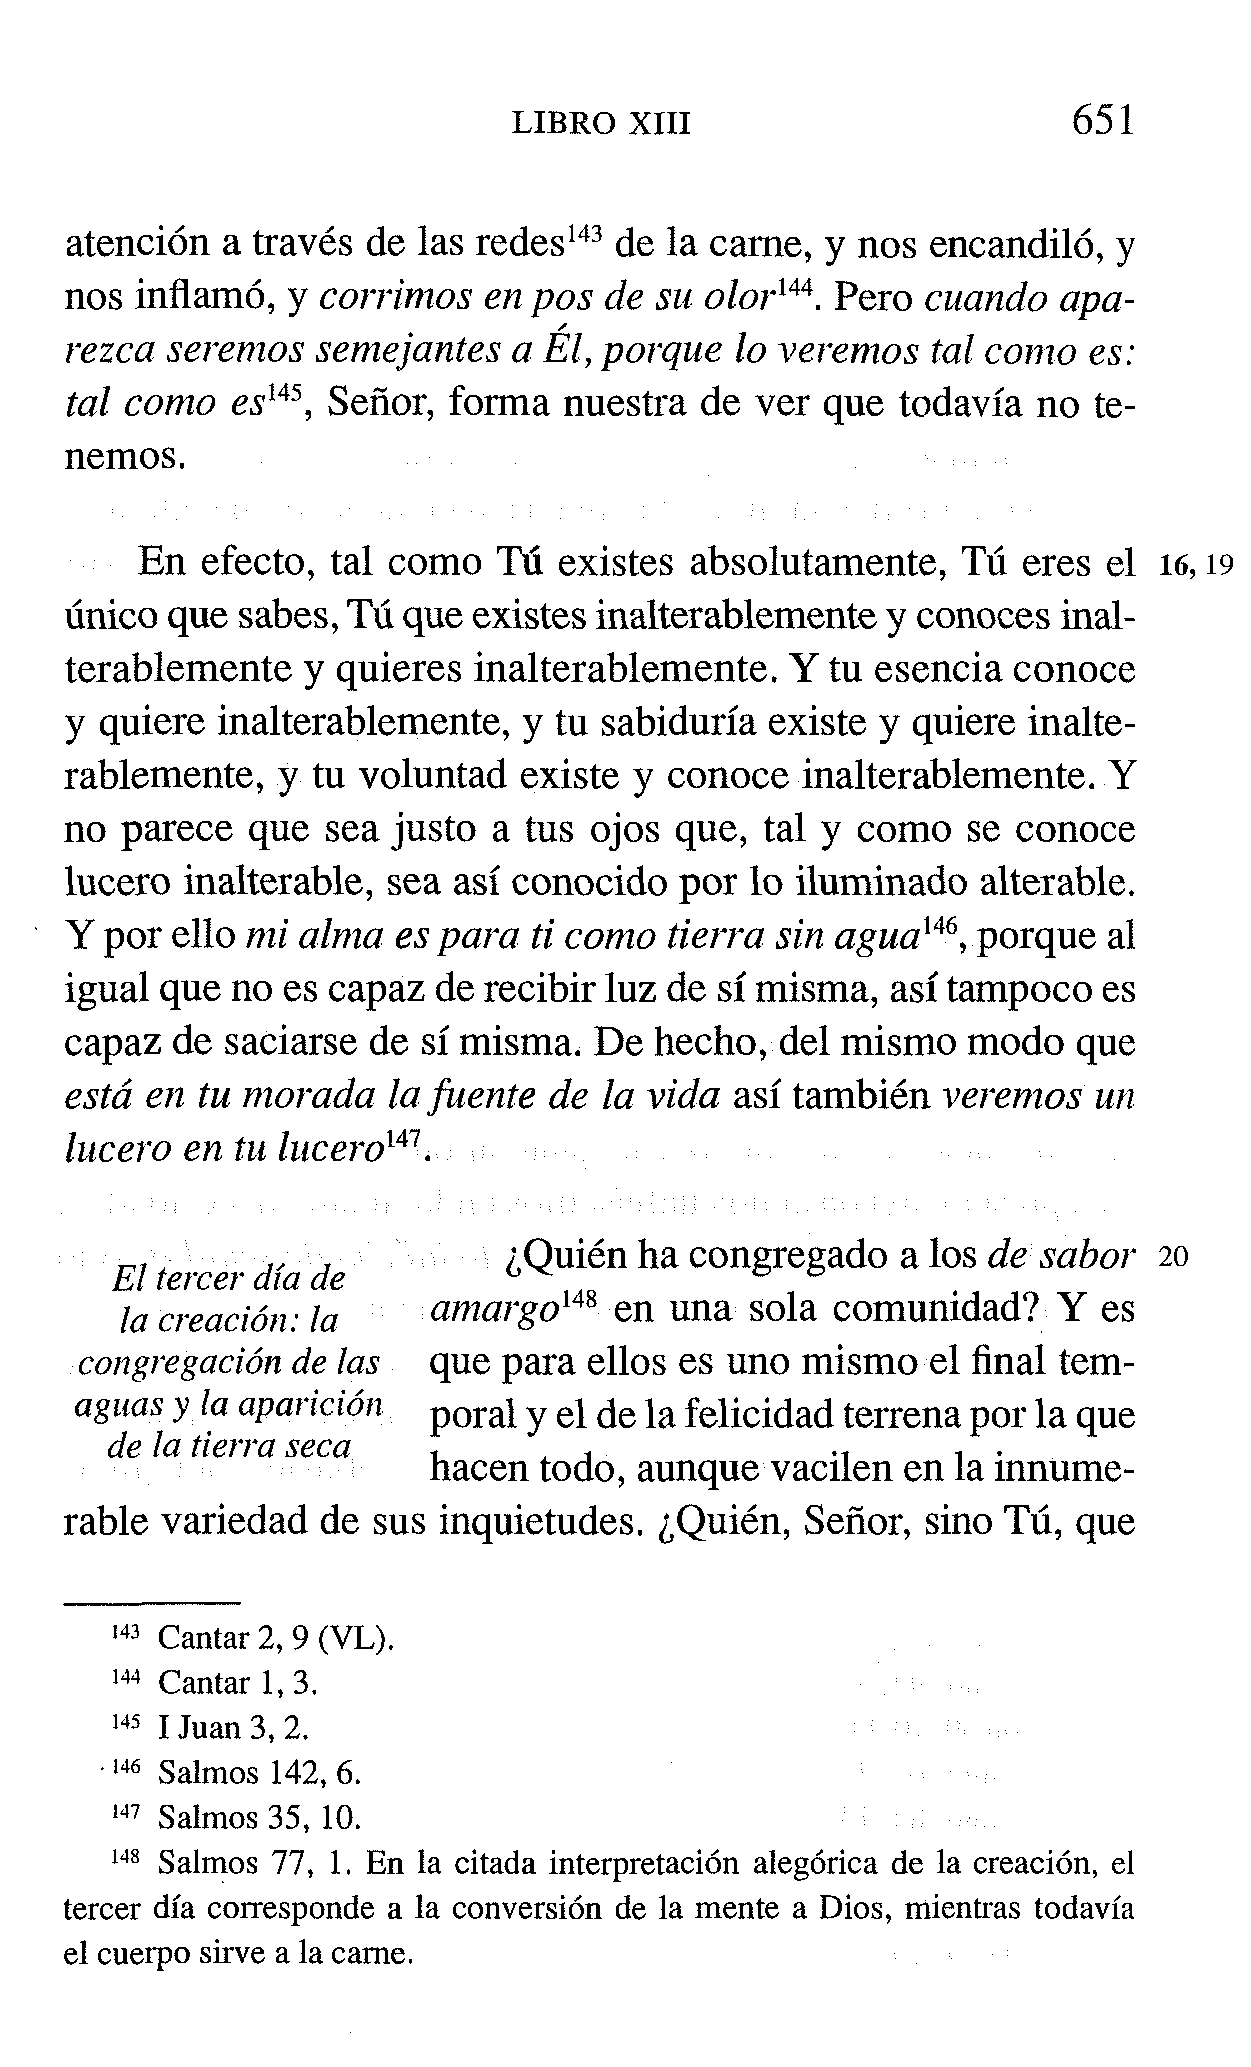 LIBRO XIII 651
atención a través de las redes¹⁴³ de la carne, y nos encandiló, y
nos inflamó, y corrimos en pos de su olor¹⁴⁴. Pero cuando apa-
rezca seremos semejantes a Él, porque lo veremos tal como es:
tal como es¹⁴⁵, Señor, forma nuestra de ver que todavía no te-
nemos.
En efecto, tal como Tú existes absolutamente, Tú eres el 16, 19
único que sabes, Tú que existes inalterablemente y conoces inal-
terablemente y quieres inalterablemente. Y tu esencia conoce
y quiere inalterablemente, y tu sabiduría existe y quiere inalte-
rablemente, y tu voluntad existe y conoce inalterablemente. Y
no parece que sea justo a tus ojos que, tal y como se conoce
lucero inalterable, sea así conocido por lo iluminado alterable.
Y por ello mi alma es para ti como tierra sin agua¹⁴⁶, porque al
igual que no es capaz de recibir luz de sí misma, así tampoco es
capaz de saciarse de sí misma. De hecho, del mismo modo que
está en tu morada la fuente de la vida así también veremos un
lucero en tu lucero¹⁴⁷.
El tercer día de
la creación: la
congregación de las
aguas y la aparición
de la tierra seca
¿Quién ha congregado a los de sabor 20
amargo¹⁴⁸ en una sola comunidad? Y es
que para ellos es uno mismo el final tem-
poral y el de la felicidad terrena por la que
hacen todo, aunque vacilen en la innume-
rable variedad de sus inquietudes. ¿Quién, Señor, sino Tú, que
¹⁴³ Cantar 2, 9 (VL).
¹⁴⁴ Cantar 1, 3.
¹⁴⁵ I Juan 3, 2.
¹⁴⁶ Salmos 142, 6.
¹⁴⁷ Salmos 35, 10.
¹⁴⁸ Salmos 77, 1. En la citada interpretación alegórica de la creación, el
tercer día corresponde a la conversión de la mente a Dios, mientras todavía
el cuerpo sirve a la carne.